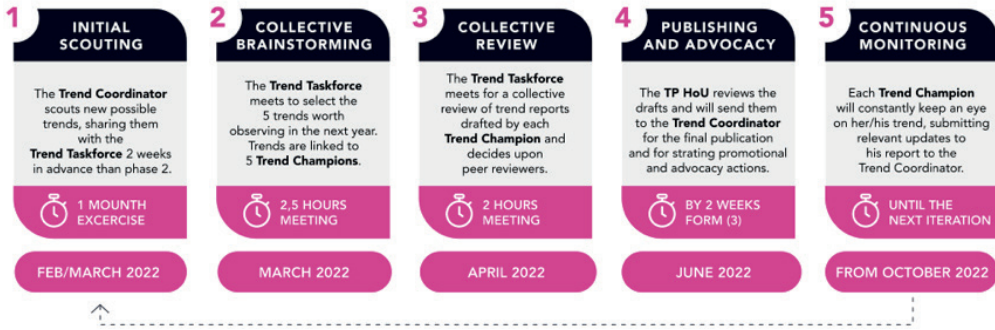 1
INITIAL
SCOUTING
The Trend Coordinator
scouts new possible
trends, sharing them
with the
Trend Taskforce 2 weeks
in advance than phase 2.
1 MOUNTH
EXCERCISE
FEB/MARCH 2022
2
COLLECTIVE
BRAINSTORMING
The Trend Taskforce
meets to select the
5 trends worth
observing in the next year.
Trends are linked to
5 Trend Champions.
2,5 HOURS
MEETING
MARCH 2022
3
COLLECTIVE
REVIEW
The Trend Taskforce
meets for a collective
review of trend reports
drafted by each
Trend Champion and
decides upon
peer reviewers.
2 HOURS
MEETING
APRIL 2022
4
PUBLISHING
AND ADVOCACY
The TP HoU reviews the
drafts and will send them
to the Trend Coordinator
for the final publication
and for strating promotional
and advocacy actions.
BY 2 WEEKS
FORM (3)
JUNE 2022
5
CONTINUOUS
MONITORING
Each Trend Champion
will constantly keep an eye
on her/his trend, submitting
relevant updates to
his report to the
Trend Coordinator.
UNTIL THE
NEXT ITERATION
FROM OCTOBER 2022